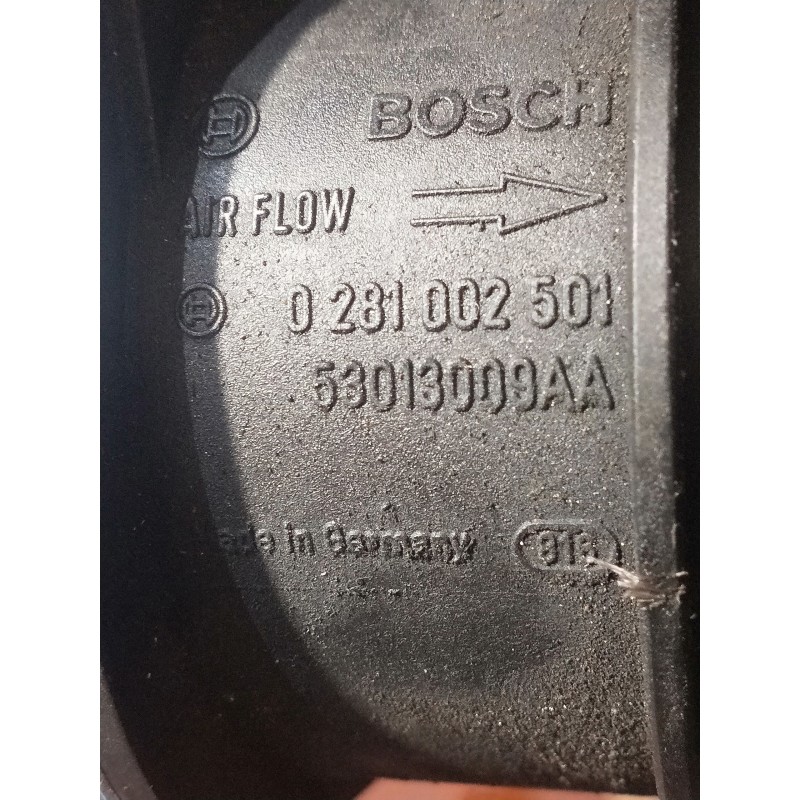 BOSCH
AIR FLOW
0 281 002 501
53013009AA
Made in Germany